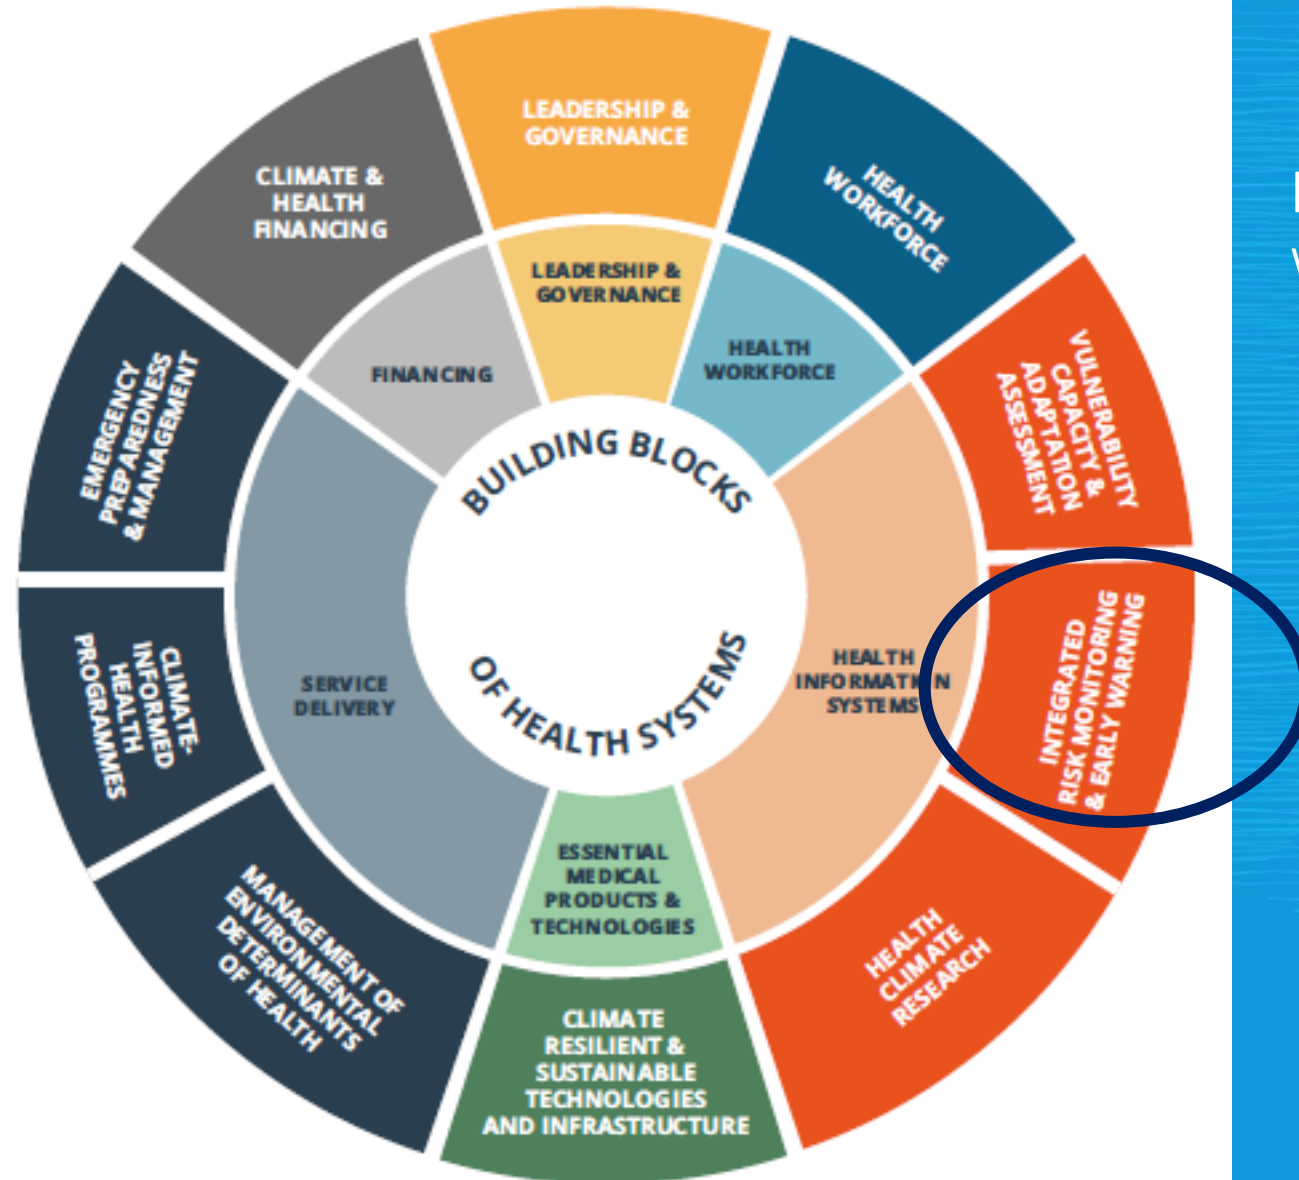 LEADERSHIP &
GOVERNANCE
HEALTH
WORKFORCE
VULNERABILITY
CAPACITY &
ADAPTATION
ASSESSMENT
INTEGRATED
RISK MONITORING
& EARLY WARNING
HEALTH
CLIMATE
RESEARCH
CLIMATE
RESILIENT &
SUSTAINABLE
TECHNOLOGIES
AND INFRASTRUCTURE
MANAGEMENT OF
ENVIRONMENTAL
DETERMINANTS
OF HEALTH
CLIMATE-
INFORMED
HEALTH
PROGRAMMES
EMERGENCY
PREPAREDNESS
& MANAGEMENT
CLIMATE &
HEALTH
FINANCING
LEADERSHIP &
GOVERNANCE
HEALTH
WORKFORCE
HEALTH
INFORMATION
SYSTEMS
ESSENTIAL
MEDICAL
PRODUCTS &
TECHNOLOGIES
SERVICE
DELIVERY
FINANCING
BUILDING BLOCKS
OF HEALTH SYSTEMS